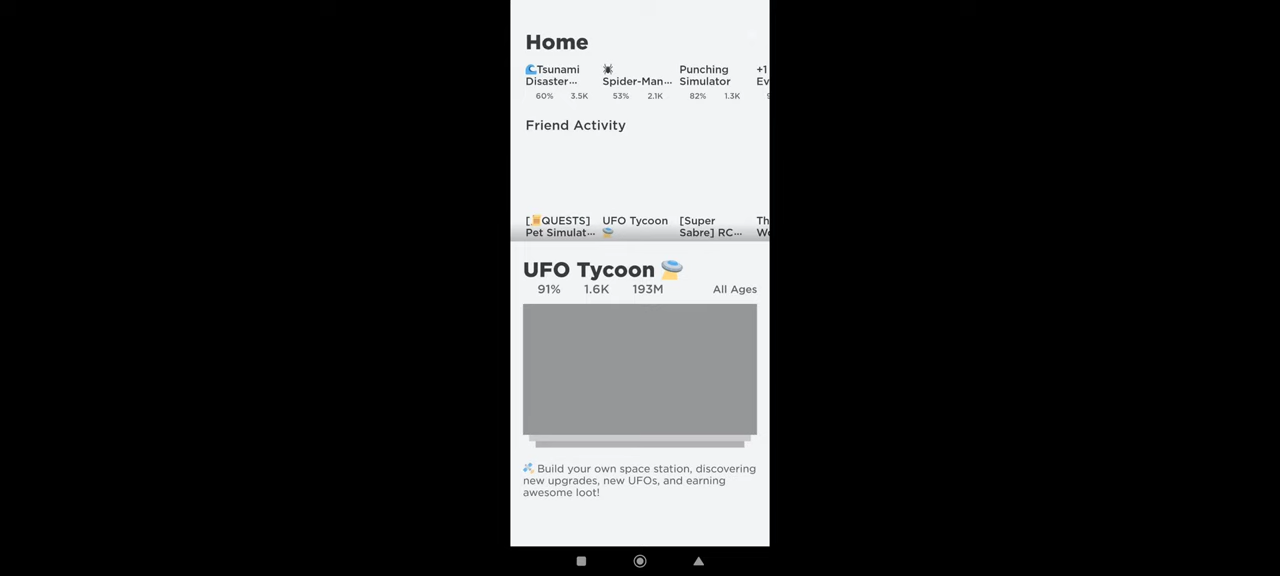 Home
🌊Tsunami Disaster...
60% 3.5K
🕷 Spider-Man...
53% 2.1K
Punching Simulator
82% 1.3K
+1
Friend Activity
[📜QUESTS] Pet Simulat...
UFO Tycoon 🛸
[Super Sabre] RC...
UFO Tycoon 🛸
91% 1.6K 193M All Ages
🛰️ Build your own space station, discovering
new upgrades, new UFOs, and earning
awesome loot!